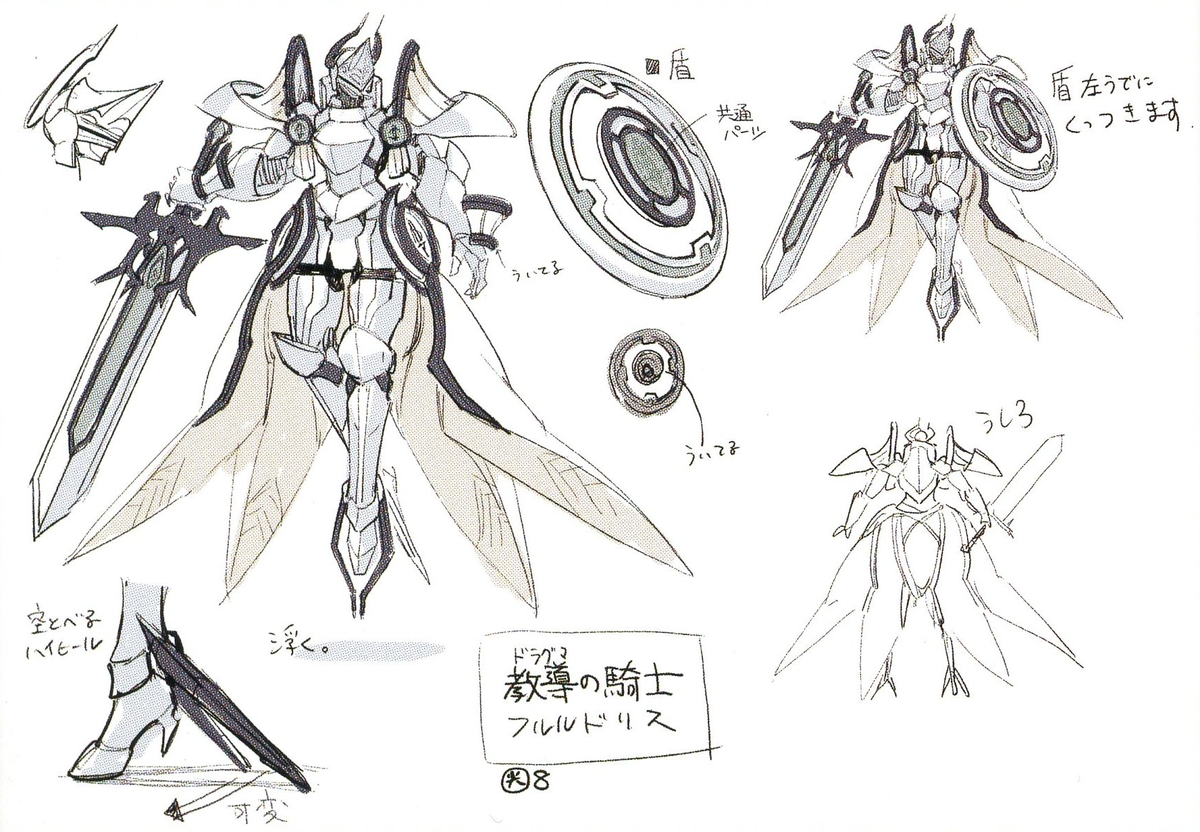 ■盾
共通
パーツ
盾 左うでに
くっつきます.
ういてる
ういてる
うしろ
空とべる
ハイヒール
浮く。
可変
ドラグマ
教導の騎士
フルルドリス
光8